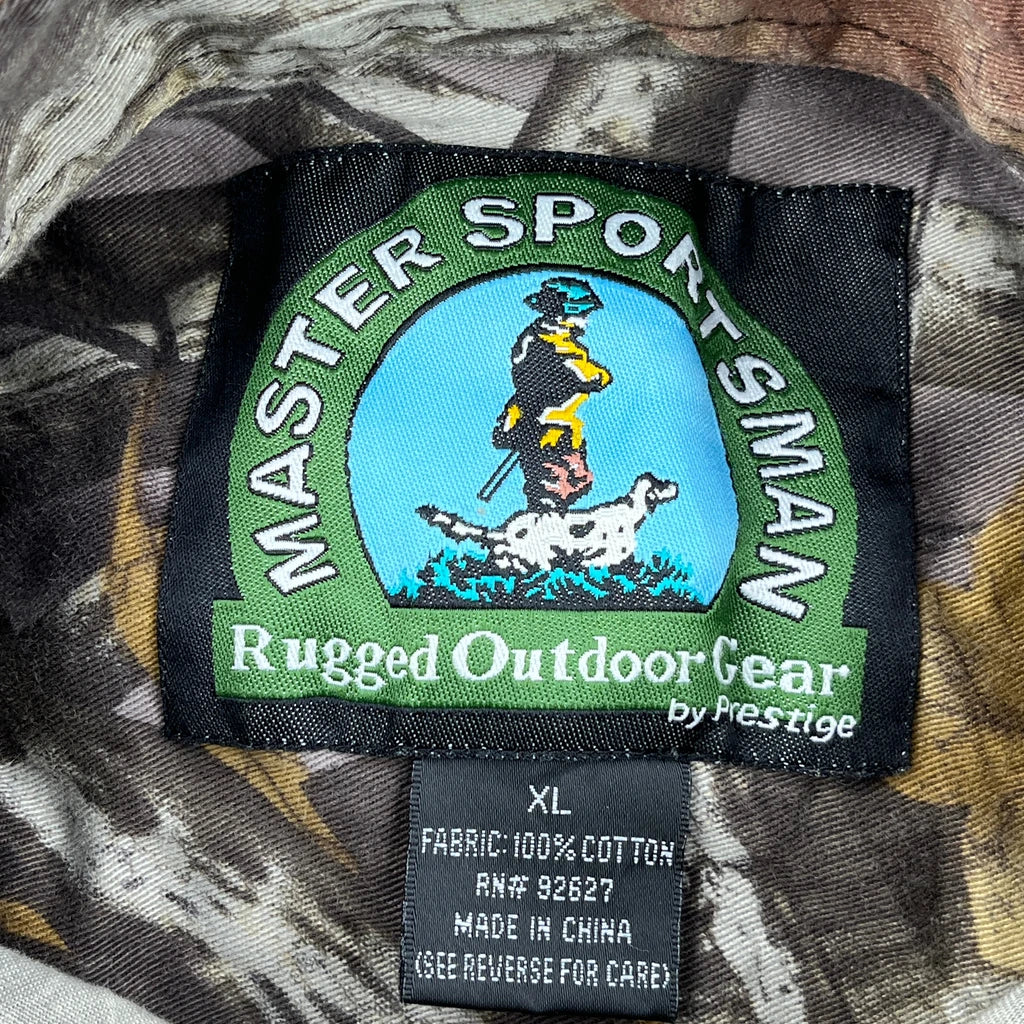 MASTER SPORTSMAN
Rugged Outdoor Gear
by Prestige
XL
FABRIC: 100% COTTON
RN# 92627
MADE IN CHINA
(SEE REVERSE FOR CARE)